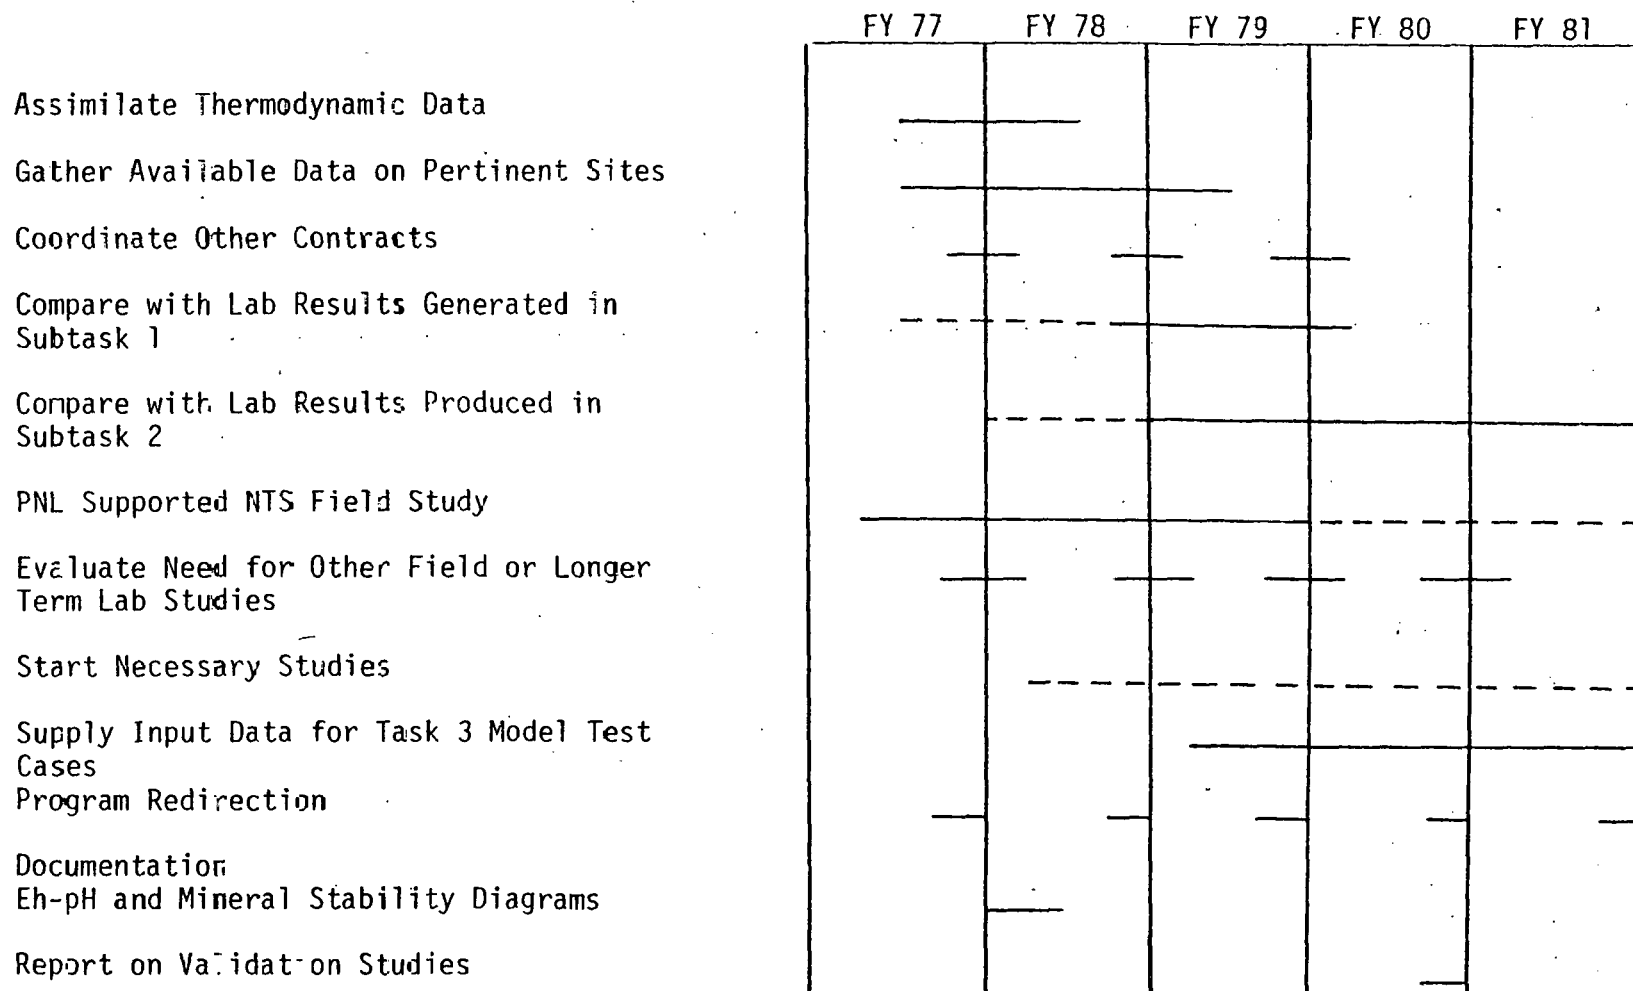 FY 77 FY 78 FY 79 FY 80 FY 81
Assimilate Thermodynamic Data
Gather Available Data on Pertinent Sites
Coordinate Other Contracts
Compare with Lab Results Generated in
Subtask 1
Compare with Lab Results Produced in
Subtask 2
PNL Supported NTS Field Study
Evaluate Need for Other Field or Longer
Term Lab Studies
Start Necessary Studies
Supply Input Data for Task 3 Model Test
Cases
Program Redirection
Documentation
Eh-pH and Mineral Stability Diagrams
Report on Validation Studies